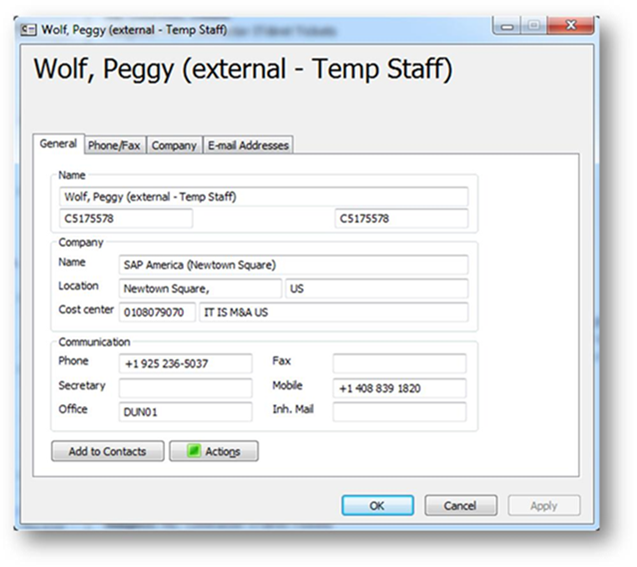 Wolf, Peggy (external - Temp Staff)
Wolf, Peggy (external - Temp Staff)
General Phone/Fax Company E-mail Addresses
Name
Wolf, Peggy (external - Temp Staff)
C5175578 C5175578
Company
Name SAP America (Newtown Square)
Location Newtown Square, US
Cost center 0108079070 IT IS M&A US
Communication
Phone +1 925 236-5037 Fax
Secretary Mobile +1 408 839 1820
Office DUN01 Inh. Mail
Add to Contacts Actions
OK Cancel Apply